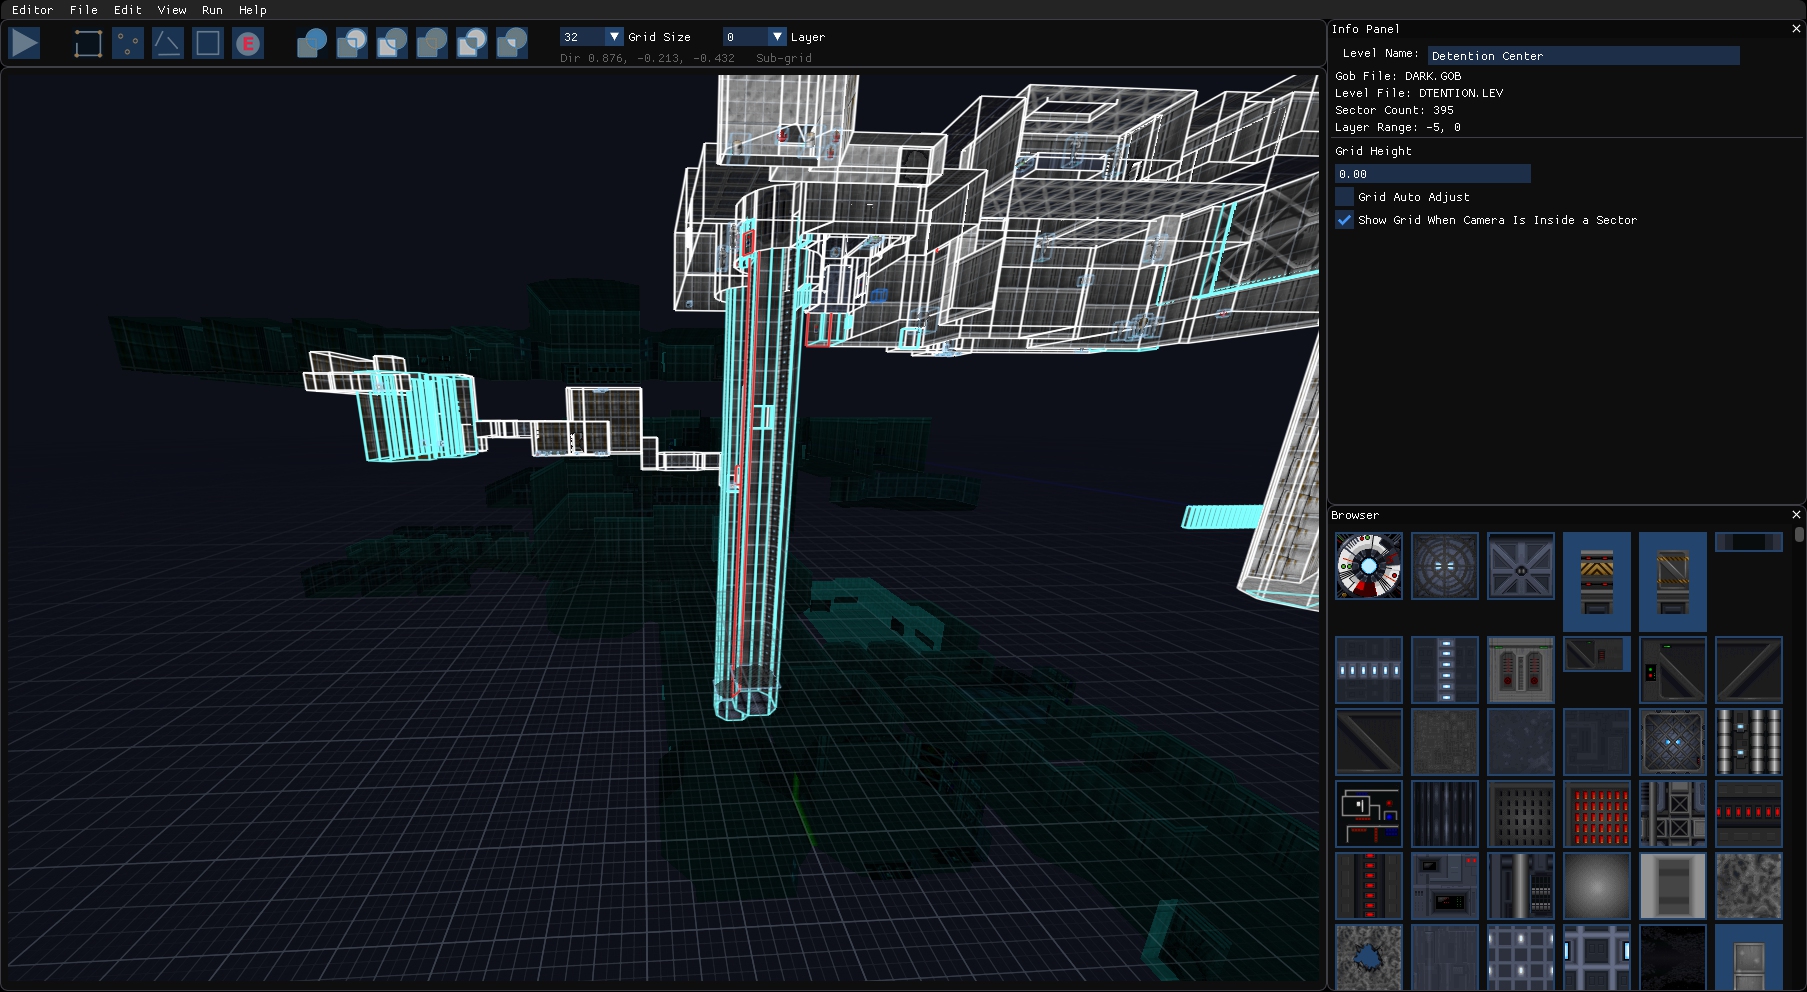 Editor File Edit View Run Help
E
32 Grid Size 0 Layer
Dir 0.876, -0.213, -0.432 Sub-grid
Info Panel
Level Name: Detention Center
Gob File: DARK.GOB
Level File: DTENTION.LEV
Sector Count: 395
Layer Range: -5, 0
Grid Height
0.00
Grid Auto Adjust
Show Grid When Camera Is Inside a Sector
Browser